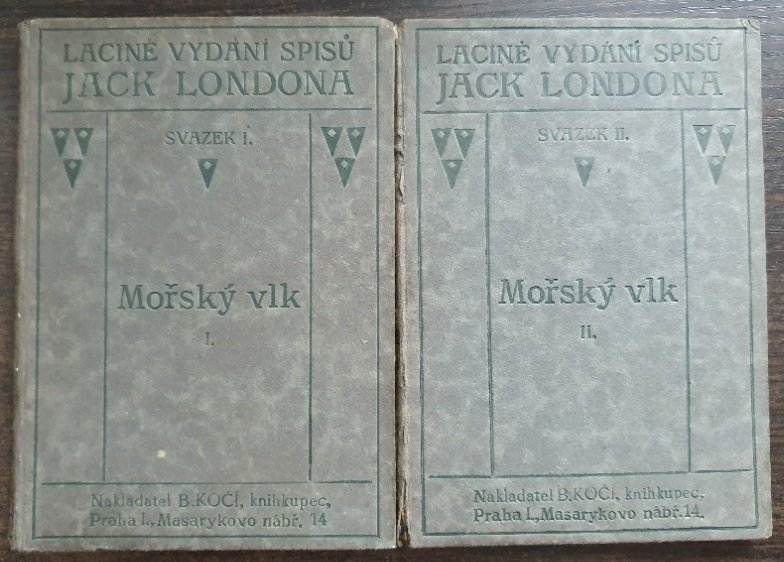 LACINÉ VYDÁNÍ SPISŮ
JACK LONDONA
SVAZEK I.
Mořský vlk
I.
Nakladatel B. KOČÍ, knihkupec,
Praha I., Masarykovo nábř. 14
LACINÉ VYDÁNÍ SPISŮ
JACK LONDONA
SVAZEK II.
Mořský vlk
II.
Nakladatel B. KOČÍ, knihkupec,
Praha I., Masarykovo nábř. 14.